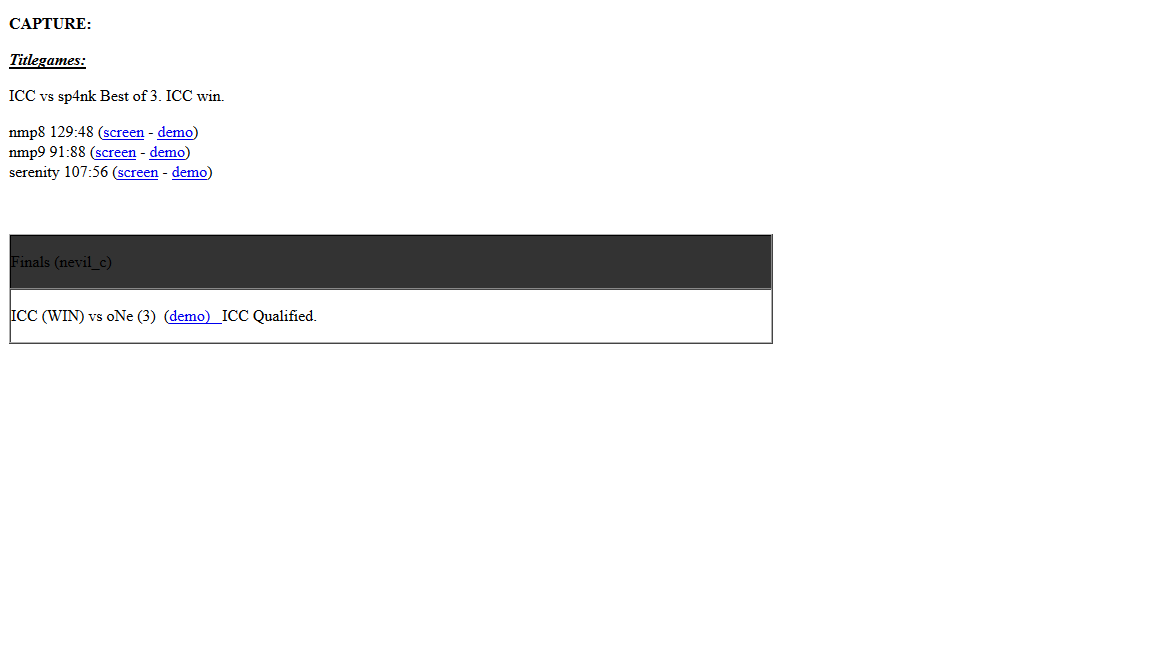 CAPTURE:
Titlegames:
ICC vs sp4nk Best of 3. ICC win.
nmp8 129:48 (screen - demo)
nmp9 91:88 (screen - demo)
serenity 107:56 (screen - demo)
Finals (nevil_c)
ICC (WIN) vs oNe (3)  (demo)   ICC Qualified.